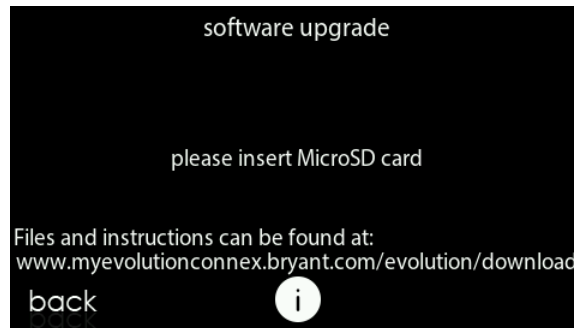 software upgrade
please insert MicroSD card
Files and instructions can be found at:
www.myevolutionconnex.bryant.com/evolution/download
back
i